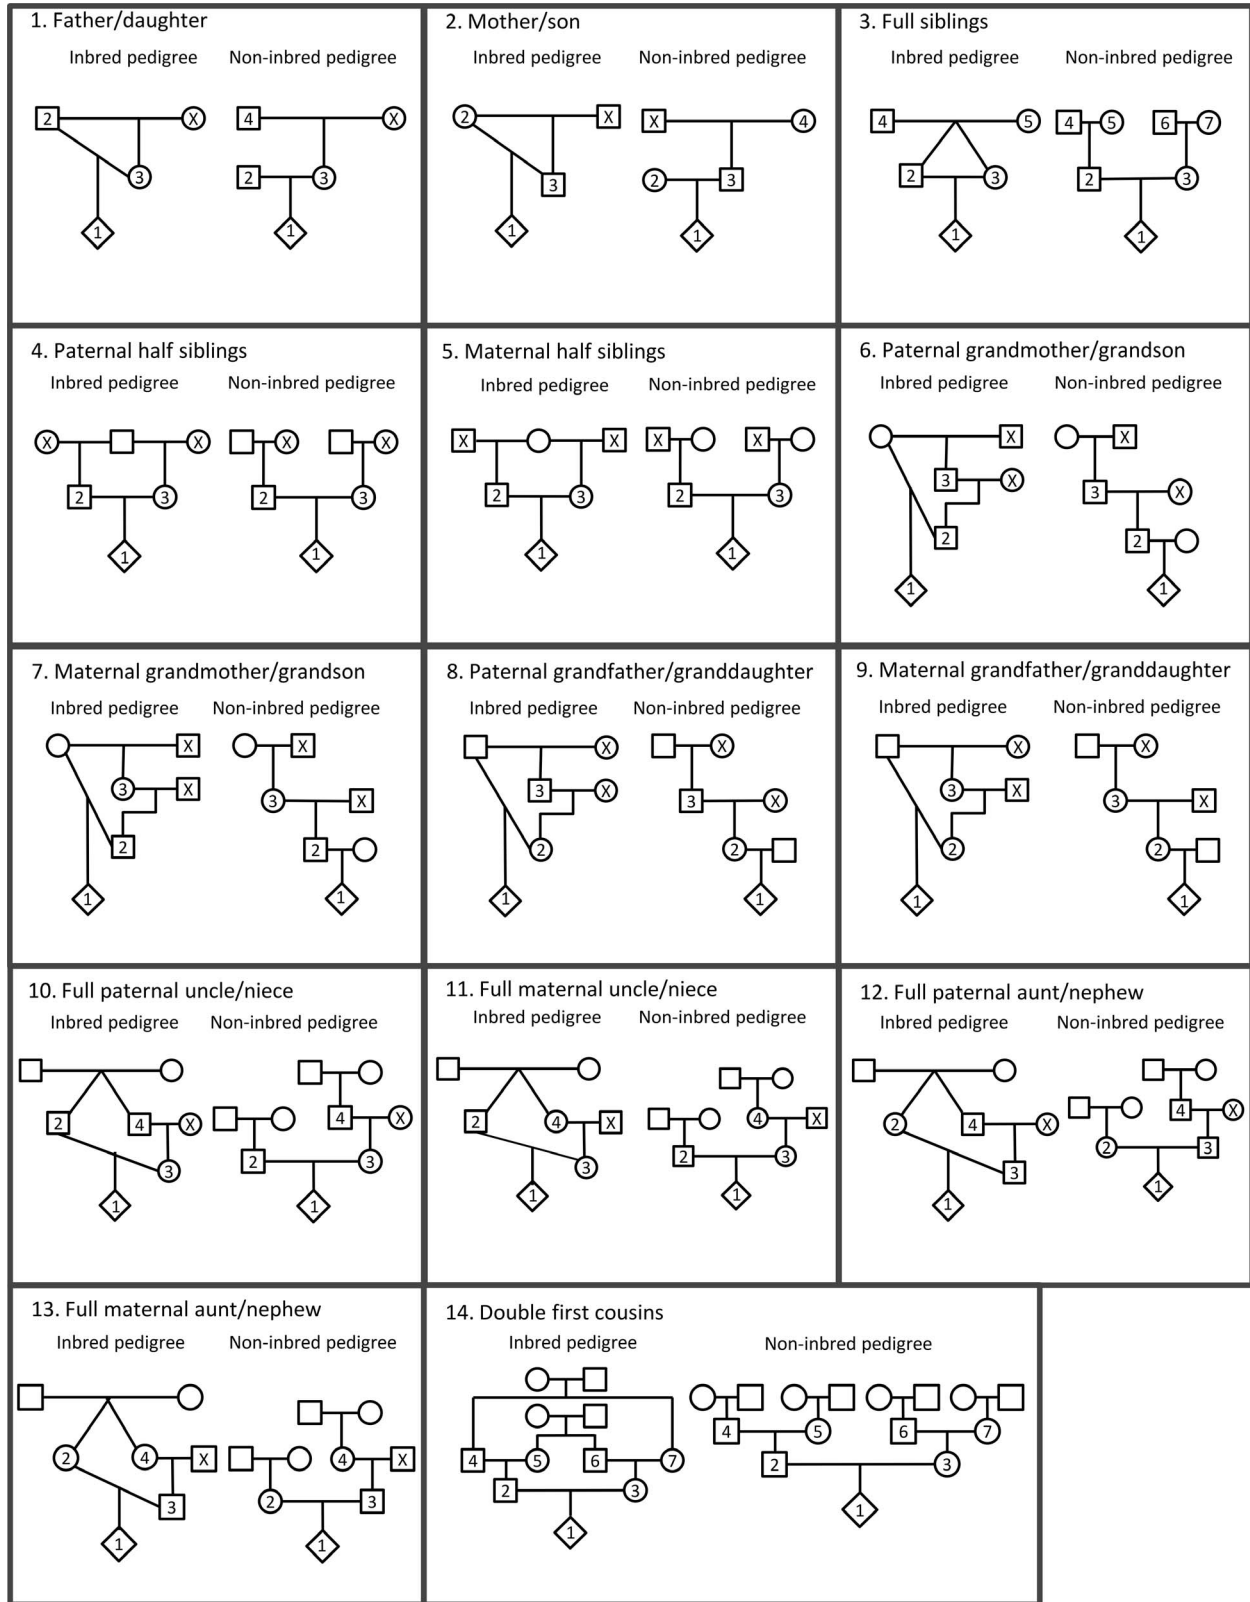 1. Father/daughter
Inbred pedigree Non-inbred pedigree
2 X 4 X
3 2 3
1 1
2. Mother/son
Inbred pedigree Non-inbred pedigree
2 X X 4
3 2 3
1 1
3. Full siblings
Inbred pedigree Non-inbred pedigree
4 5 4 5 6 7
2 3 2 3
1 1
4. Paternal half siblings
Inbred pedigree Non-inbred pedigree
X X X X
2 3 2 3
1 1
5. Maternal half siblings
Inbred pedigree Non-inbred pedigree
X X X X
2 3 2 3
1 1
6. Paternal grandmother/grandson
Inbred pedigree Non-inbred pedigree
X X
3 X 3 X
2 2
1 1
7. Maternal grandmother/grandson
Inbred pedigree Non-inbred pedigree
X X
3 X 3 X
2 2
1 1
8. Paternal grandfather/granddaughter
Inbred pedigree Non-inbred pedigree
X X
3 X 3 X
2 2
1 1
9. Maternal grandfather/granddaughter
Inbred pedigree Non-inbred pedigree
X X
3 X 3 X
2 2
1 1
10. Full paternal uncle/niece
Inbred pedigree Non-inbred pedigree
2 4 X 4 X
3 2 3
1 1
11. Full maternal uncle/niece
Inbred pedigree Non-inbred pedigree
2 4 X 4 X
3 2 3
1 1
12. Full paternal aunt/nephew
Inbred pedigree Non-inbred pedigree
2 4 X 4 X
3 2 3
1 1
13. Full maternal aunt/nephew
Inbred pedigree Non-inbred pedigree
2 4 X 4 X
3 2 3
1 1
14. Double first cousins
Inbred pedigree Non-inbred pedigree
4 5 6 7 4 5 6 7
2 3 2 3
1 1